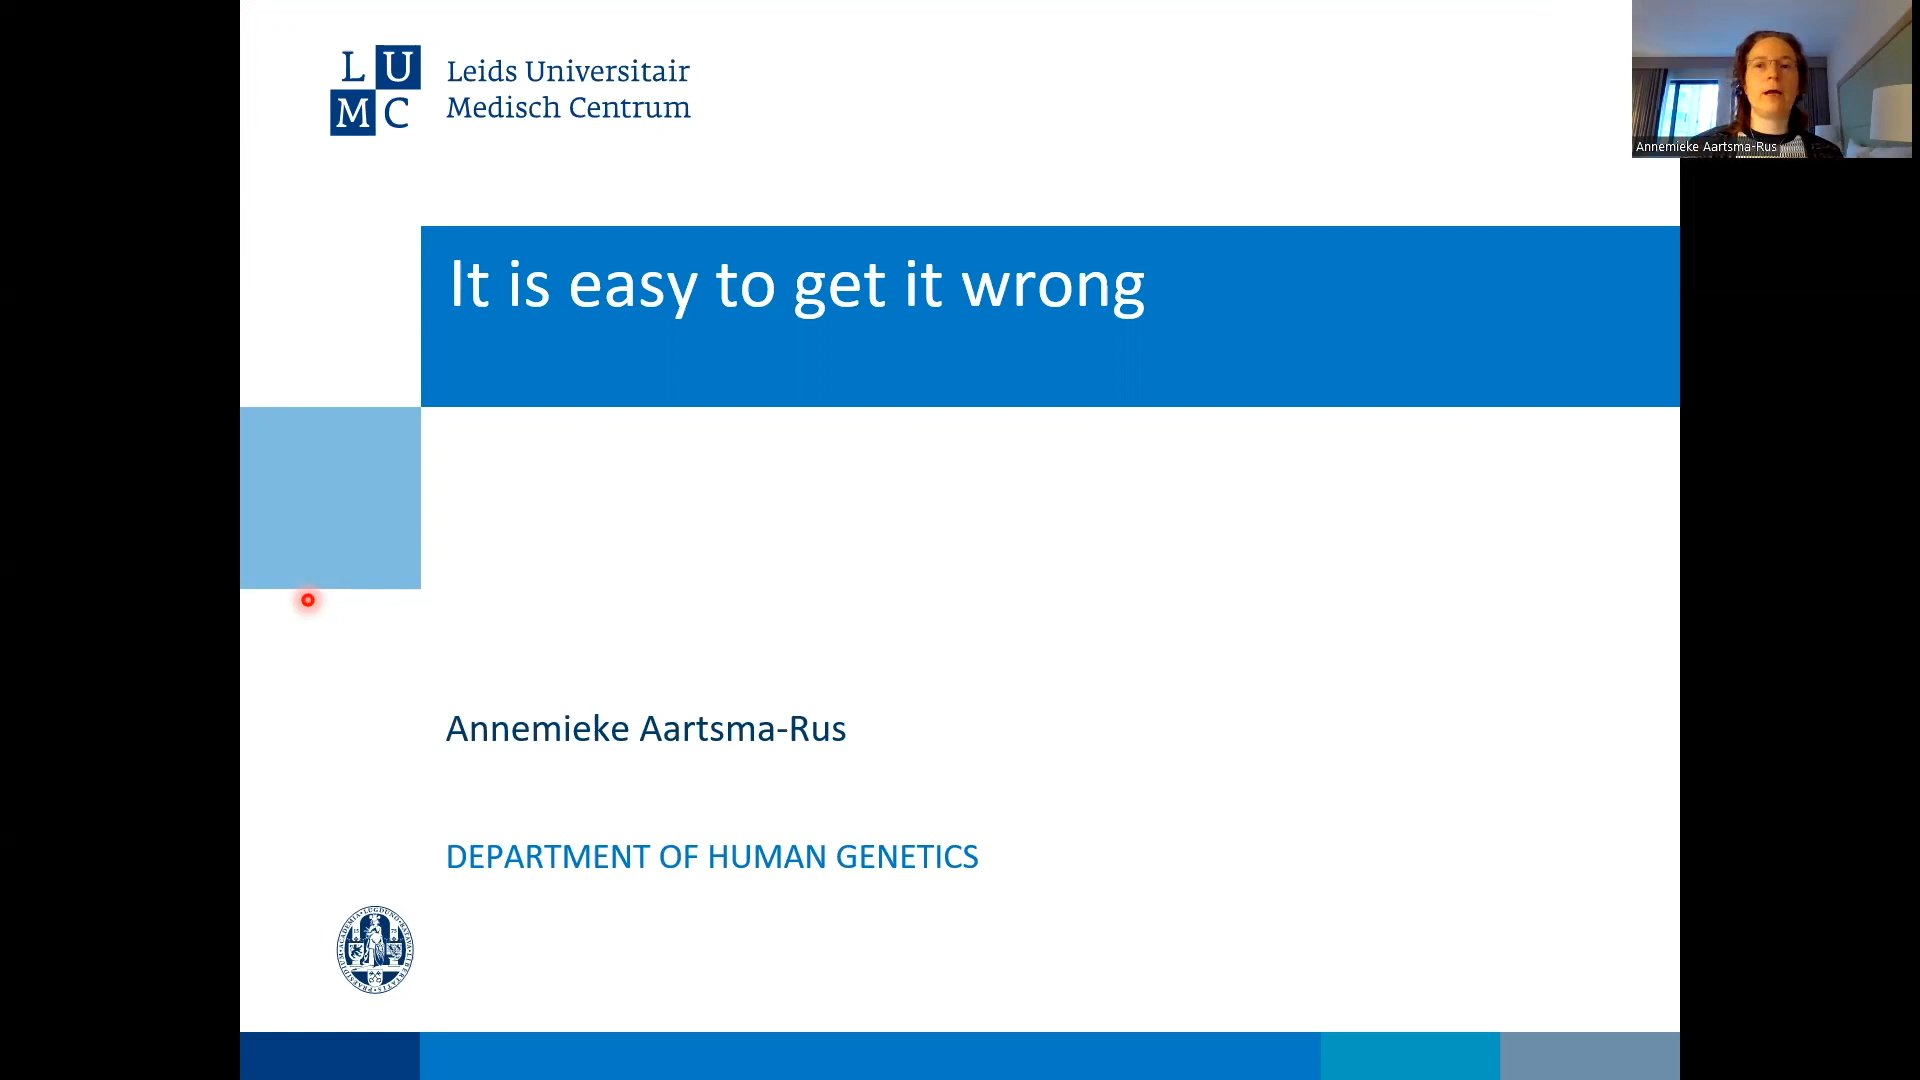 L U
M C
Leids Universitair
Medisch Centrum
Annemieke Aartsma-Rus
It is easy to get it wrong
Annemieke Aartsma-Rus
DEPARTMENT OF HUMAN GENETICS